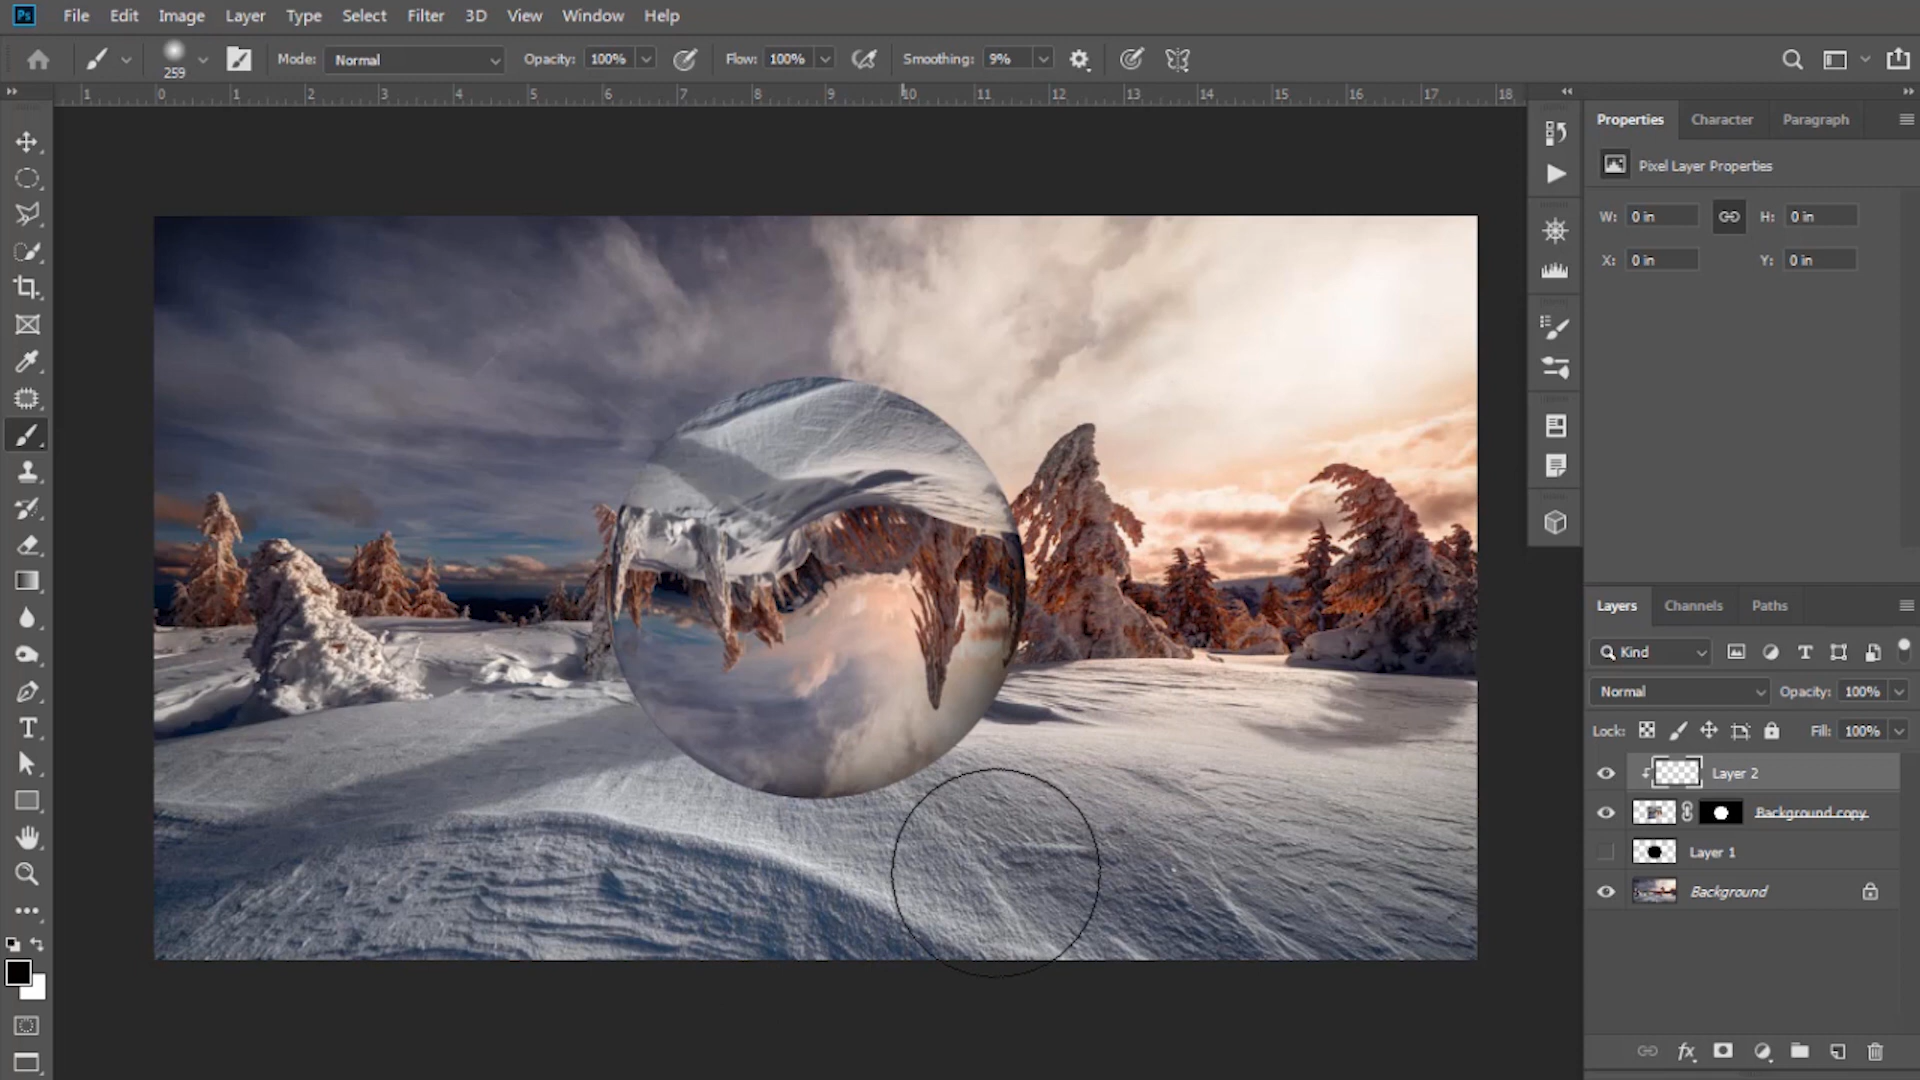 Ps File Edit Image Layer Type Select Filter 3D View Window Help
259 Mode: Normal Opacity: 100% Flow: 100% Smoothing: 9%
1 0 1 2 3 4 5 6 7 8 9 10 11 12 13 14 15 16 17 18
Properties Character Paragraph
Pixel Layer Properties
W: 0 in H: 0 in
X: 0 in Y: 0 in
Layers Channels Paths
Kind
Normal Opacity: 100%
Lock: Fill: 100%
Layer 2
Background copy
Layer 1
Background
fx